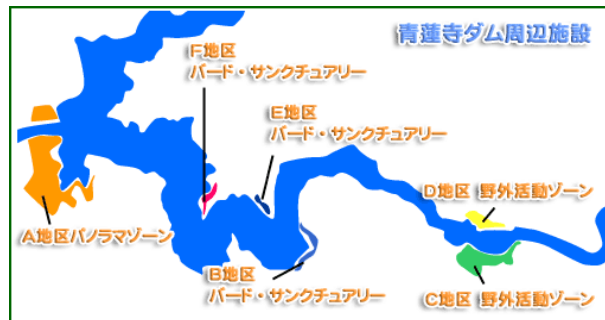 青蓮寺ダム周辺施設
F地区
バード・サンクチュアリー
E地区
バード・サンクチュアリー
D地区 野外活動ゾーン
A地区パノラマゾーン
B地区
バード・サンクチュアリー
C地区 野外活動ゾーン